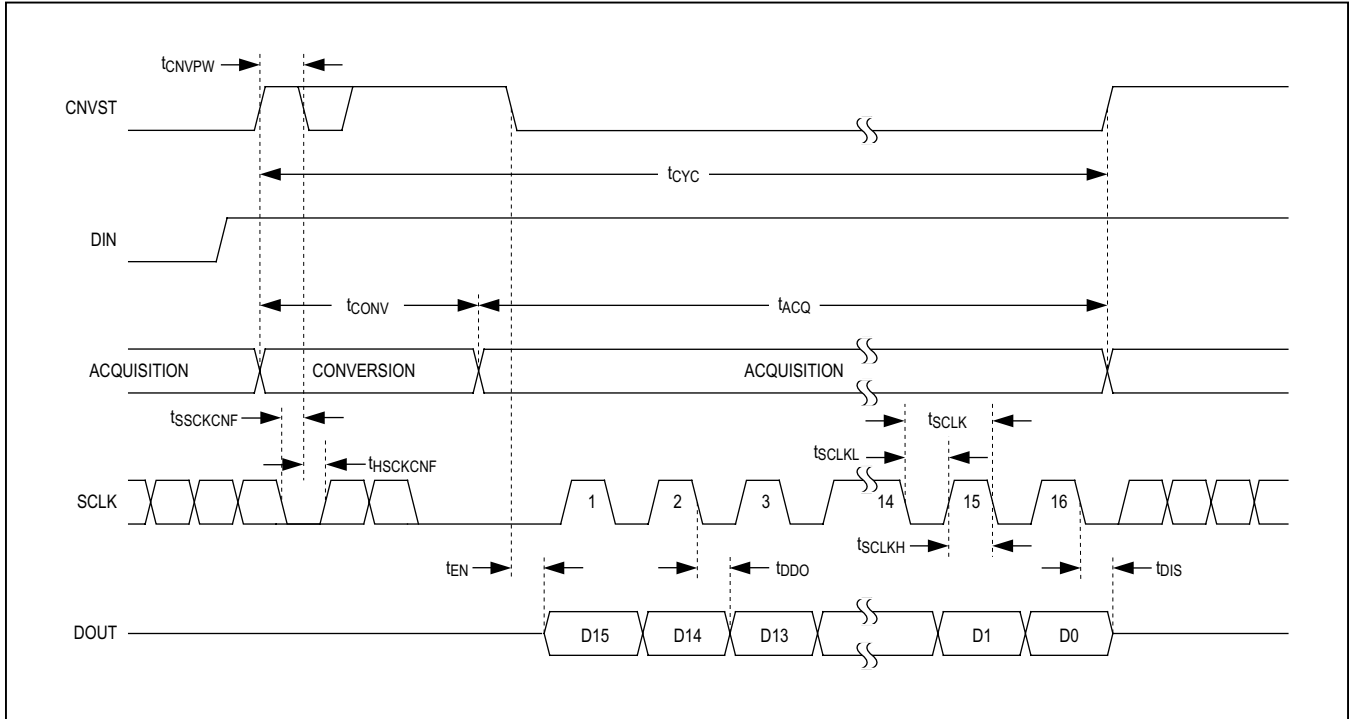 tCNVPW
CNVST
tCYC
DIN
tCONV
tACQ
ACQUISITION
CONVERSION
ACQUISITION
tSSCKCNF
tSCLK
tHSCKCNF
tSCLKL
SCLK
1
2
3
14
15
16
tSCLKH
tEN
tDDO
tDIS
DOUT
D15
D14
D13
D1
D0